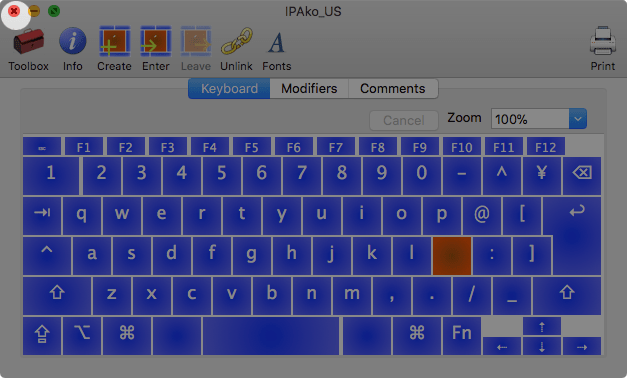 IPAko_US
Toolbox Info Create Enter Leave Unlink Fonts Print
Keyboard Modifiers Comments
Cancel Zoom 100%
F1 F2 F3 F4 F5 F6 F7 F8 F9 F10 F11 F12
1 2 3 4 5 6 7 8 9 0 - ^ ¥ ⌫
⇥ q w e r t y u i o p @ [ ↩
^ a s d f g h j k l : ]
⇧ z x c v b n m , . / _ ⇧
⇪ ⌥ ⌘ ⌘ Fn ⇠ ⇡ ⇣ ⇢